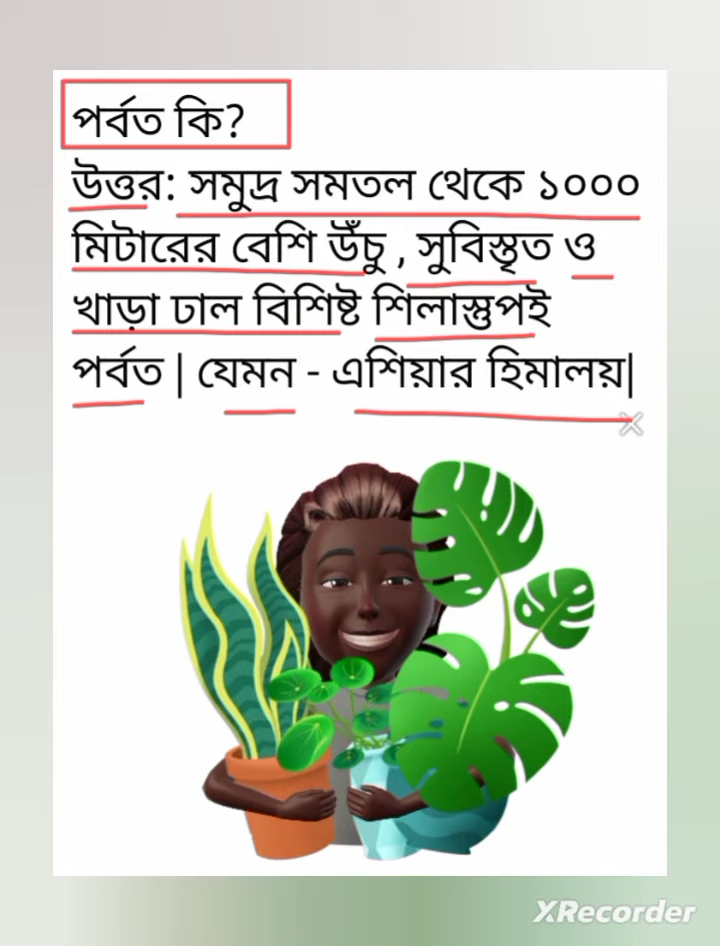 পর্বত কি?
উত্তর: সমুদ্র সমতল থেকে ১০০০
মিটারের বেশি উঁচু , সুবিস্তৃত ও
খাড়া ঢাল বিশিষ্ট শিলাস্তুপই
পর্বত | যেমন - এশিয়ার হিমালয়|
XRecorder